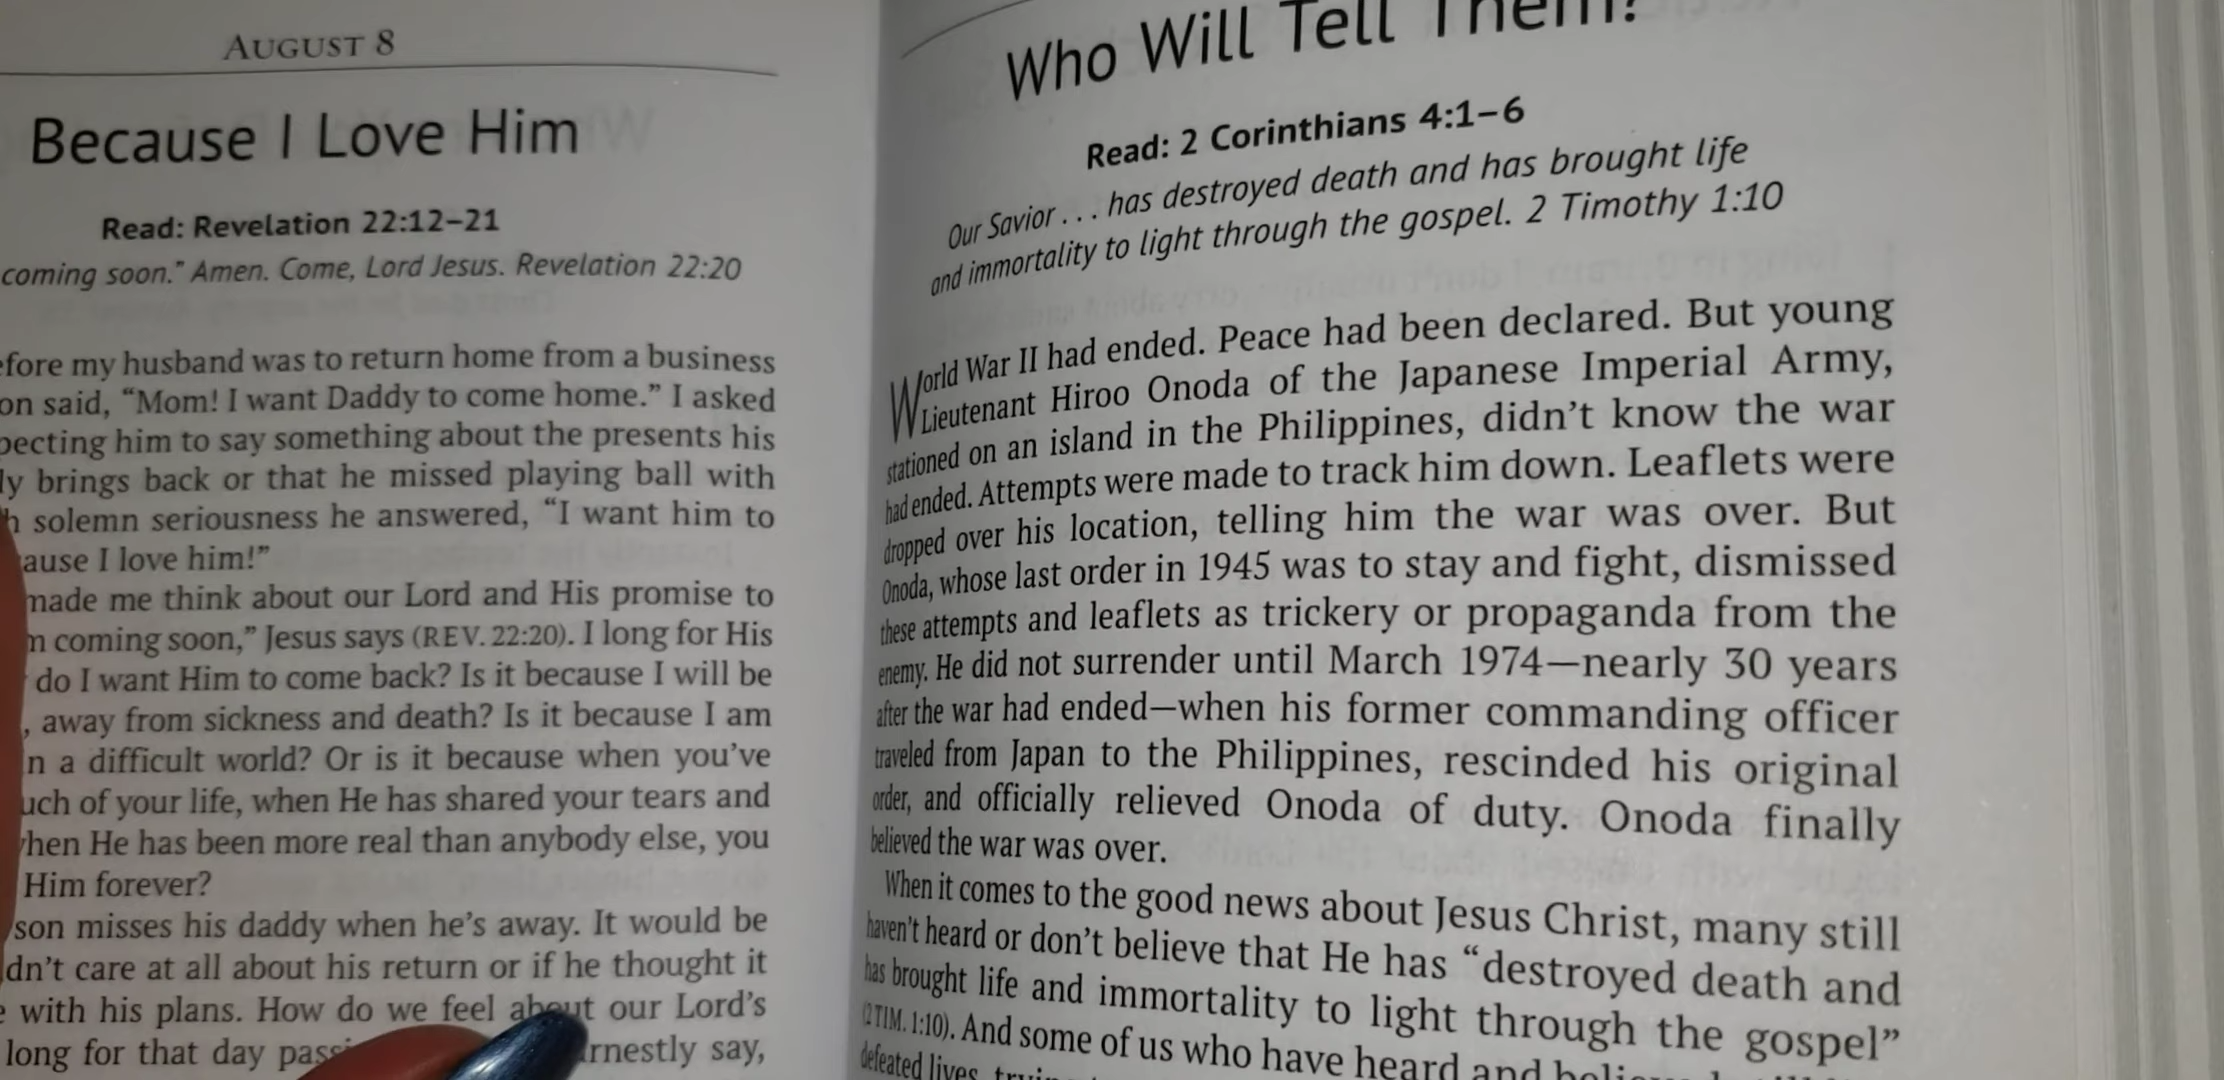 AUGUST 8
Because I Love Him
Read: Revelation 22:12–21
coming soon.” Amen. Come, Lord Jesus. Revelation 22:20
my husband was to return home from a business
said, “Mom! I want Daddy to come home.” I asked
him to say something about the presents his
brings back or that he missed playing ball with
solemn seriousness he answered, “I want him to
I love him!”
made me think about our Lord and His promise to
coming soon,” Jesus says (REV. 22:20). I long for His
do I want Him to come back? Is it because I will be
, away from sickness and death? Is it because I am
a difficult world? Or is it because when you’ve
of your life, when He has shared your tears and
He has been more real than anybody else, you
Him forever?
son misses his daddy when he’s away. It would be
care at all about his return or if he thought it
with his plans. How do we feel about our Lord’s
long for that day say,
Who Will Tell Them?
Read: 2 Corinthians 4:1–6
Our Savior . . . has destroyed death and has brought life
and immortality to light through the gospel. 2 Timothy 1:10
World War II had ended. Peace had been declared. But young
Lieutenant Hiroo Onoda of the Japanese Imperial Army,
stationed on an island in the Philippines, didn’t know the war
had ended. Attempts were made to track him down. Leaflets were
dropped over his location, telling him the war was over. But
Onoda, whose last order in 1945 was to stay and fight, dismissed
these attempts and leaflets as trickery or propaganda from the
enemy. He did not surrender until March 1974—nearly 30 years
after the war had ended—when his former commanding officer
traveled from Japan to the Philippines, rescinded his original
order, and officially relieved Onoda of duty. Onoda finally
believed the war was over.
When it comes to the good news about Jesus Christ, many still
haven’t heard or don’t believe that He has “destroyed death and
has brought life and immortality to light through the gospel”
(2 TIM. 1:10). And some of us who have heard and
defeated lives,